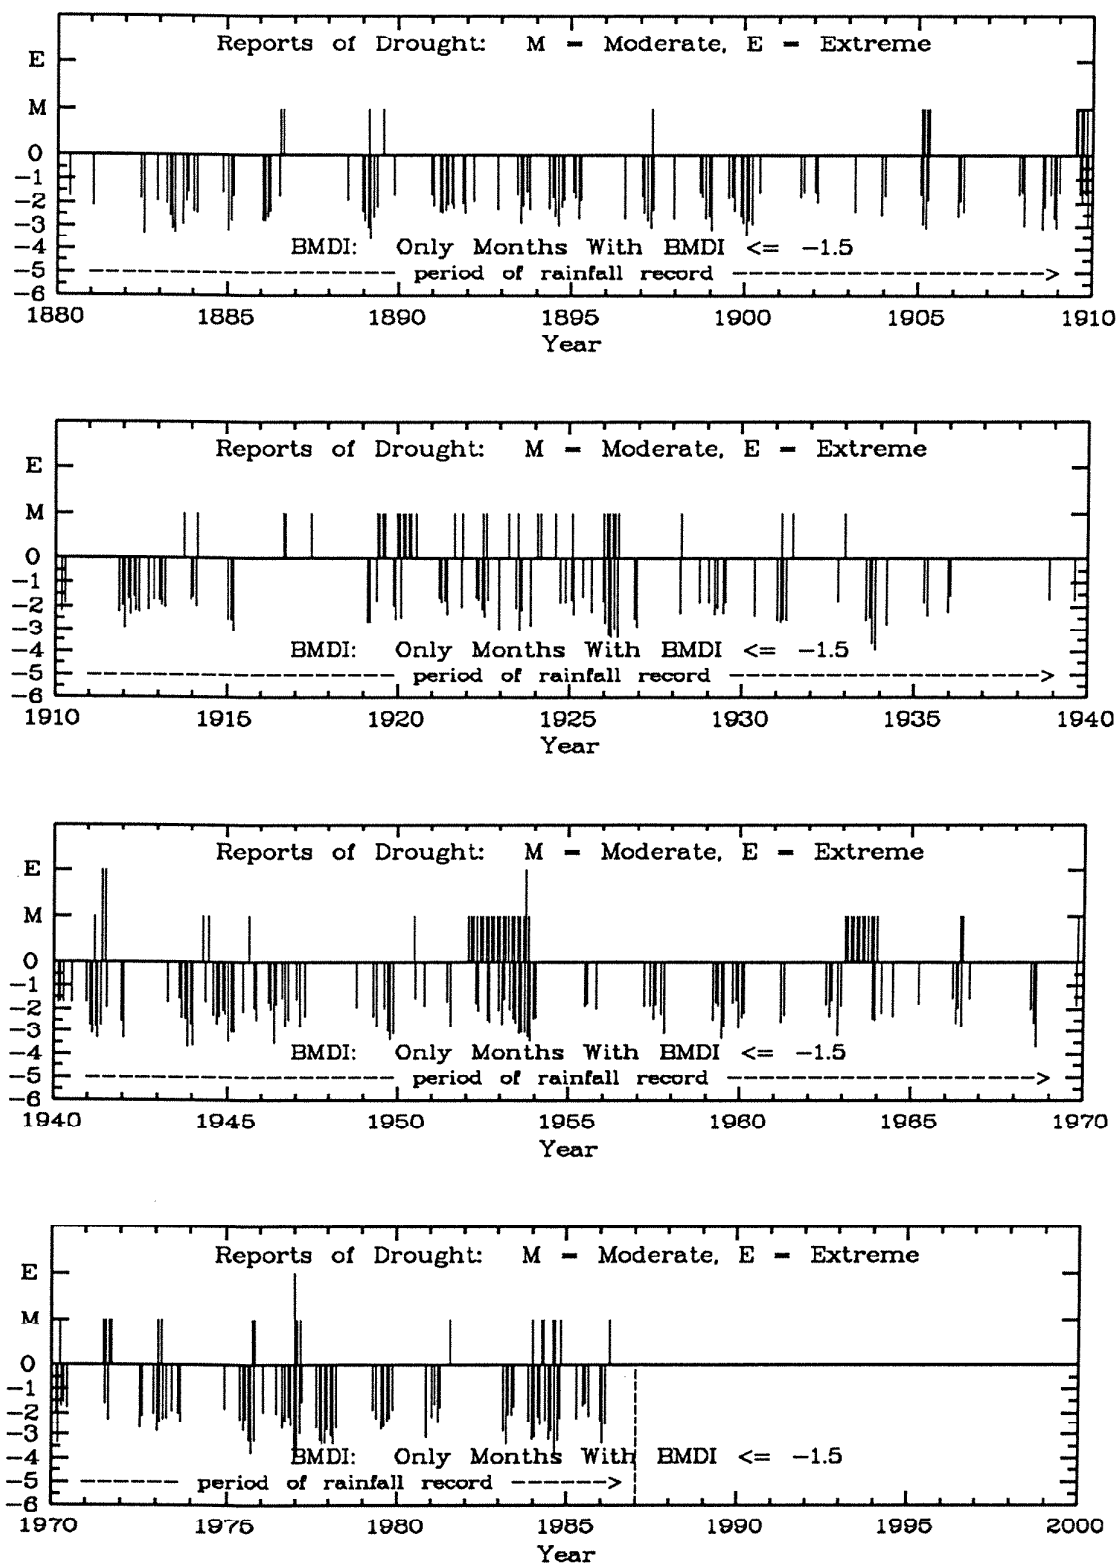 Reports of Drought: M - Moderate, E - Extreme
E
M
0
-1
-2
-3
-4
-5
-6
BMDI: Only Months With BMDI <= -1.5
period of rainfall record
1880 1885 1890 1895 1900 1905 1910
Year
Reports of Drought: M - Moderate, E - Extreme
E
M
0
-1
-2
-3
-4
-5
-6
BMDI: Only Months With BMDI <= -1.5
period of rainfall record
1910 1915 1920 1925 1930 1935 1940
Year
Reports of Drought: M - Moderate, E - Extreme
E
M
0
-1
-2
-3
-4
-5
-6
BMDI: Only Months With BMDI <= -1.5
period of rainfall record
1940 1945 1950 1955 1960 1965 1970
Year
Reports of Drought: M - Moderate, E - Extreme
E
M
0
-1
-2
-3
-4
-5
-6
BMDI: Only Months With BMDI <= -1.5
period of rainfall record
1970 1975 1980 1985 1990 1995 2000
Year